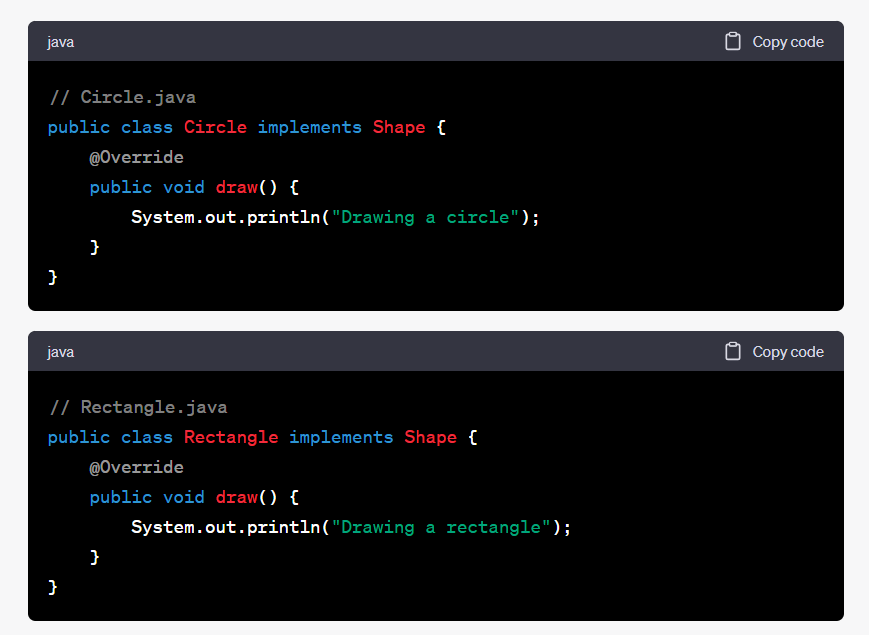 java
Copy code
// Circle.java
public class Circle implements Shape {
    @Override
    public void draw() {
        System.out.println("Drawing a circle");
    }
}
java
Copy code
// Rectangle.java
public class Rectangle implements Shape {
    @Override
    public void draw() {
        System.out.println("Drawing a rectangle");
    }
}